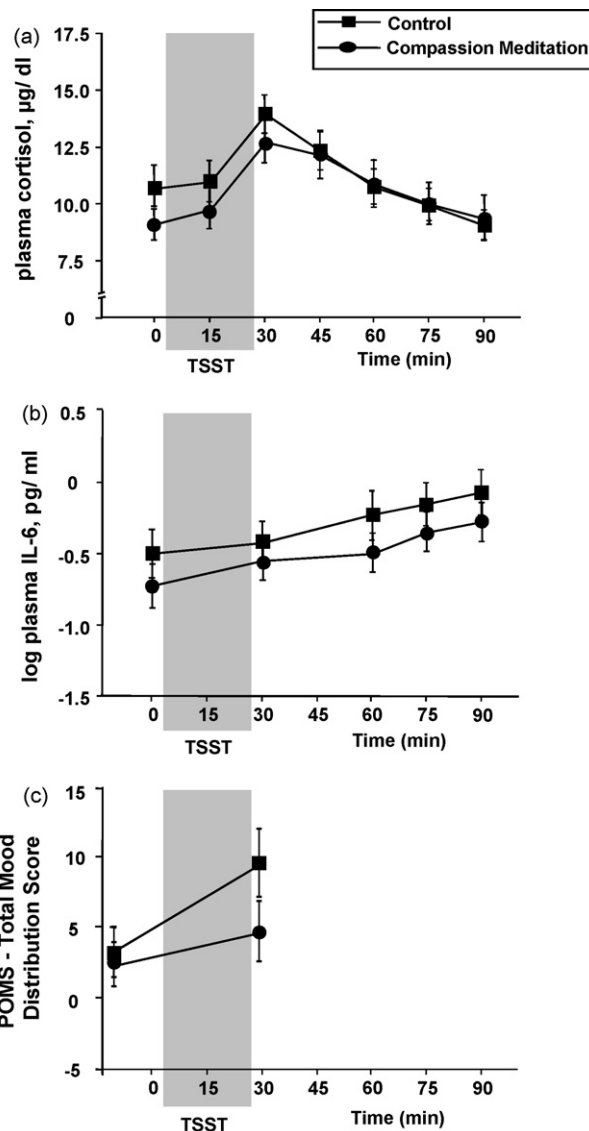 Control
Compassion Meditation
(a)
17.5
15.0
12.5
10.0
7.5
0
plasma cortisol, µg/ dl
0 15 30 45 60 75 90
TSST
Time (min)
(b)
0.5
0
-0.5
-1.0
-1.5
log plasma IL-6, pg/ ml
0 15 30 45 60 75 90
TSST
Time (min)
(c)
15
10
5
0
-5
POMS - Total Mood
Distribution Score
0 15 30 45 60 75 90
TSST
Time (min)